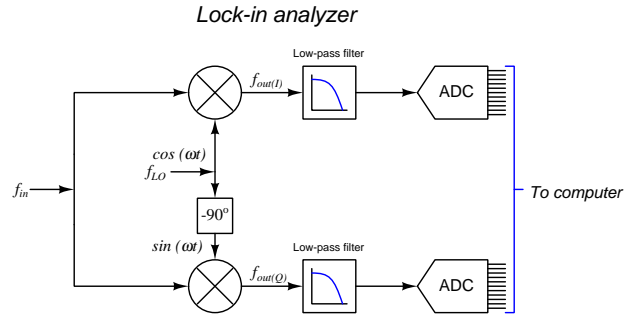 Lock-in analyzer
Low-pass filter
f_out(I)
ADC
cos (ωt)
f_LO
f_in
-90°
To computer
sin (ωt)
Low-pass filter
f_out(Q)
ADC